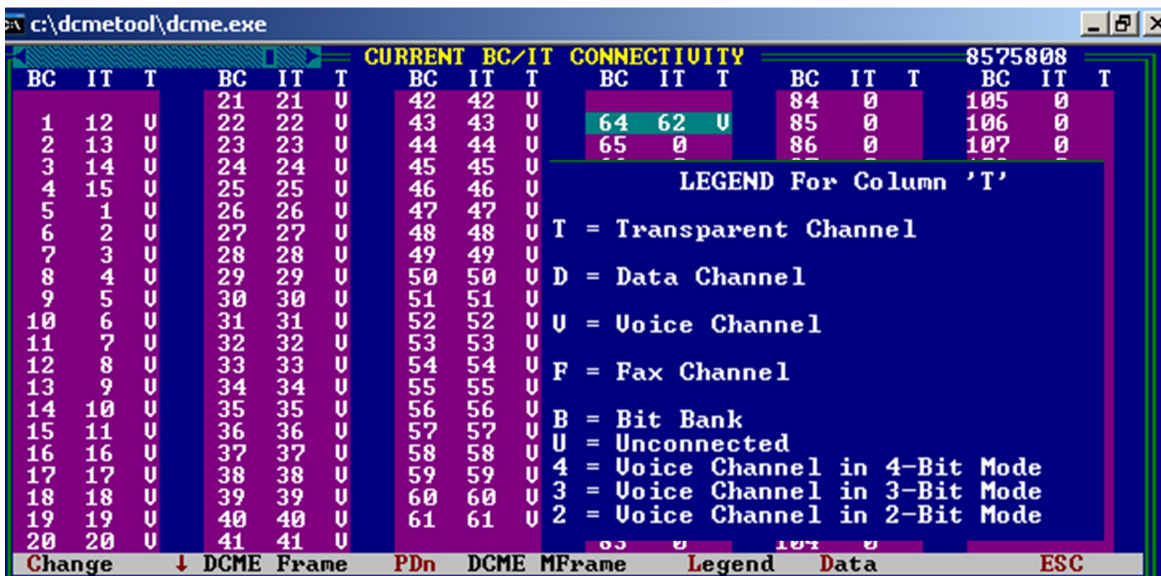 c:\dcmetool\dcme.exe
CURRENT BC/IT CONNECTIVITY 8575808
BC IT T BC IT T BC IT T BC IT T BC IT T BC IT T
21 21 V 42 42 V 84 0 105 0
1 12 V 22 22 V 43 43 V 64 62 V 85 0 106 0
2 13 V 23 23 V 44 44 V 65 0 86 0 107 0
3 14 V 24 24 V 45 45 V
4 15 V 25 25 V 46 46 V
5 1 V 26 26 V 47 47 V
6 2 V 27 27 V 48 48 V
7 3 V 28 28 V 49 49 V
8 4 V 29 29 V 50 50 V
9 5 V 30 30 V 51 51 V
10 6 V 31 31 V 52 52 V
11 7 V 32 32 V 53 53 V
12 8 V 33 33 V 54 54 V
13 9 V 34 34 V 55 55 V
14 10 V 35 35 V 56 56 V
15 11 V 36 36 V 57 57 V
16 16 V 37 37 V 58 58 V
17 17 V 38 38 V 59 59 V
18 18 V 39 39 V 60 60 V
19 19 V 40 40 V 61 61 V
20 20 V 41 41 V
LEGEND For Column 'T'
T = Transparent Channel
D = Data Channel
V = Voice Channel
F = Fax Channel
B = Bit Bank
U = Unconnected
4 = Voice Channel in 4-Bit Mode
3 = Voice Channel in 3-Bit Mode
2 = Voice Channel in 2-Bit Mode
Change ↓ DCME Frame PDn DCME MFrame Legend Data ESC